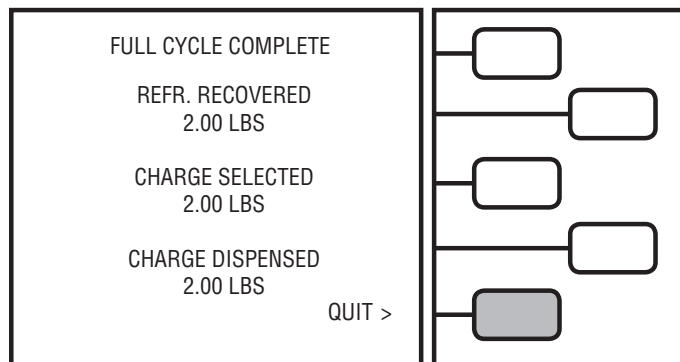 FULL CYCLE COMPLETE
REFR. RECOVERED
2.00 LBS
CHARGE SELECTED
2.00 LBS
CHARGE DISPENSED
2.00 LBS
QUIT >